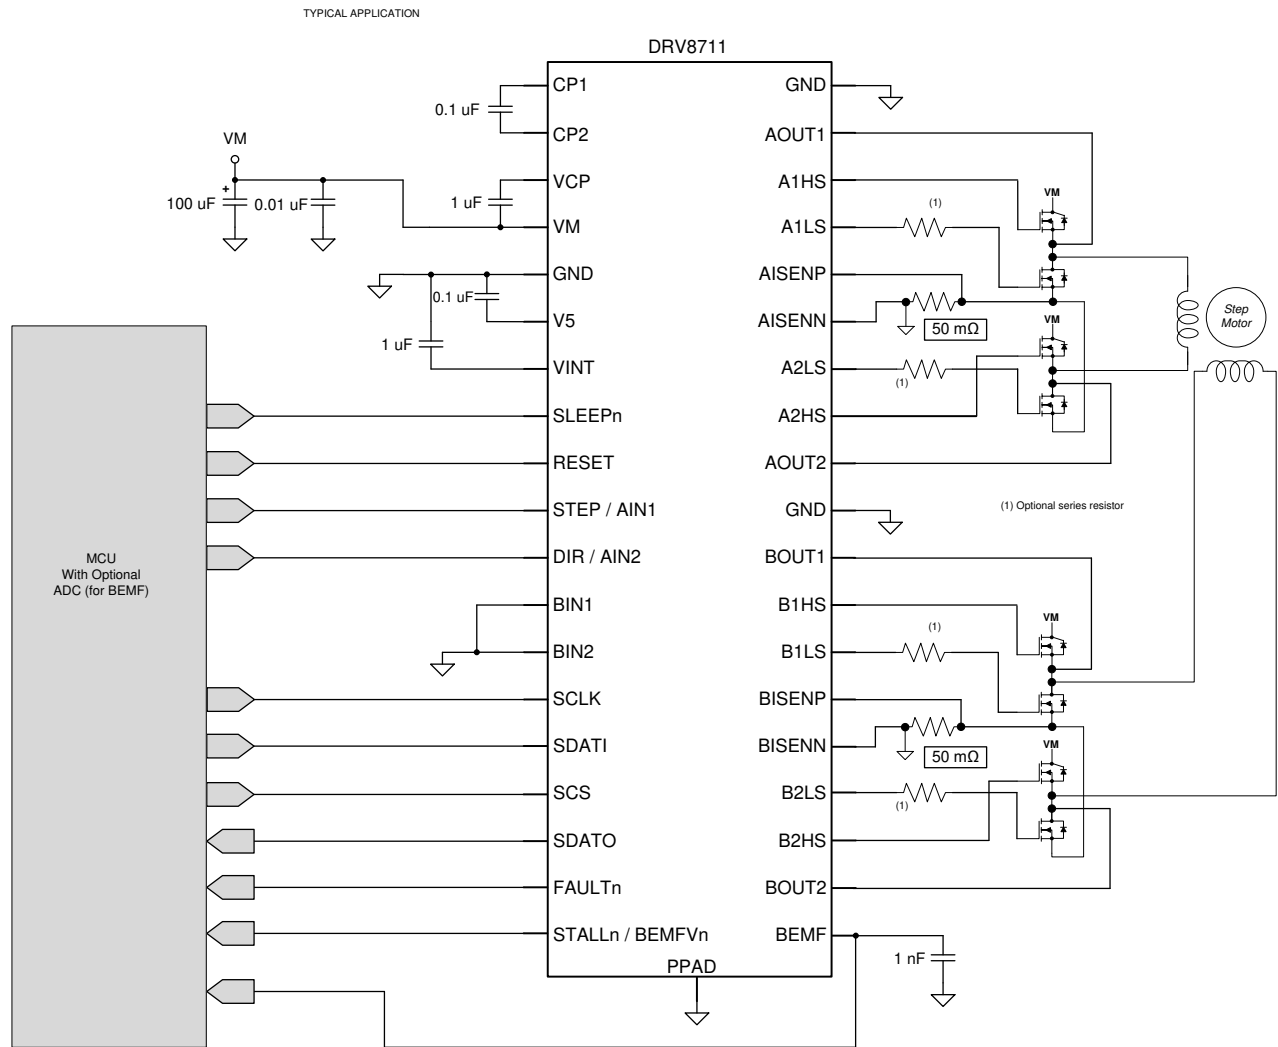 TYPICAL APPLICATION
DRV8711
CP1
GND
0.1 uF
CP2
AOUT1
VM
VCP
A1HS
VM
+
100 uF
0.01 uF
1 uF
(1)
VM
A1LS
GND
AISENP
0.1 uF
V5
AISENN
50 mΩ
VM
Step
Motor
1 uF
VINT
A2LS
(1)
SLEEPn
A2HS
RESET
AOUT2
STEP / AIN1
GND
(1) Optional series resistor
MCU
With Optional
ADC (for BEMF)
DIR / AIN2
BOUT1
BIN1
B1HS
VM
(1)
BIN2
B1LS
SCLK
BISENP
SDATI
BISENN
50 mΩ
VM
SCS
B2LS
(1)
SDATO
B2HS
FAULTn
BOUT2
STALLn / BEMFVn
BEMF
1 nF
PPAD